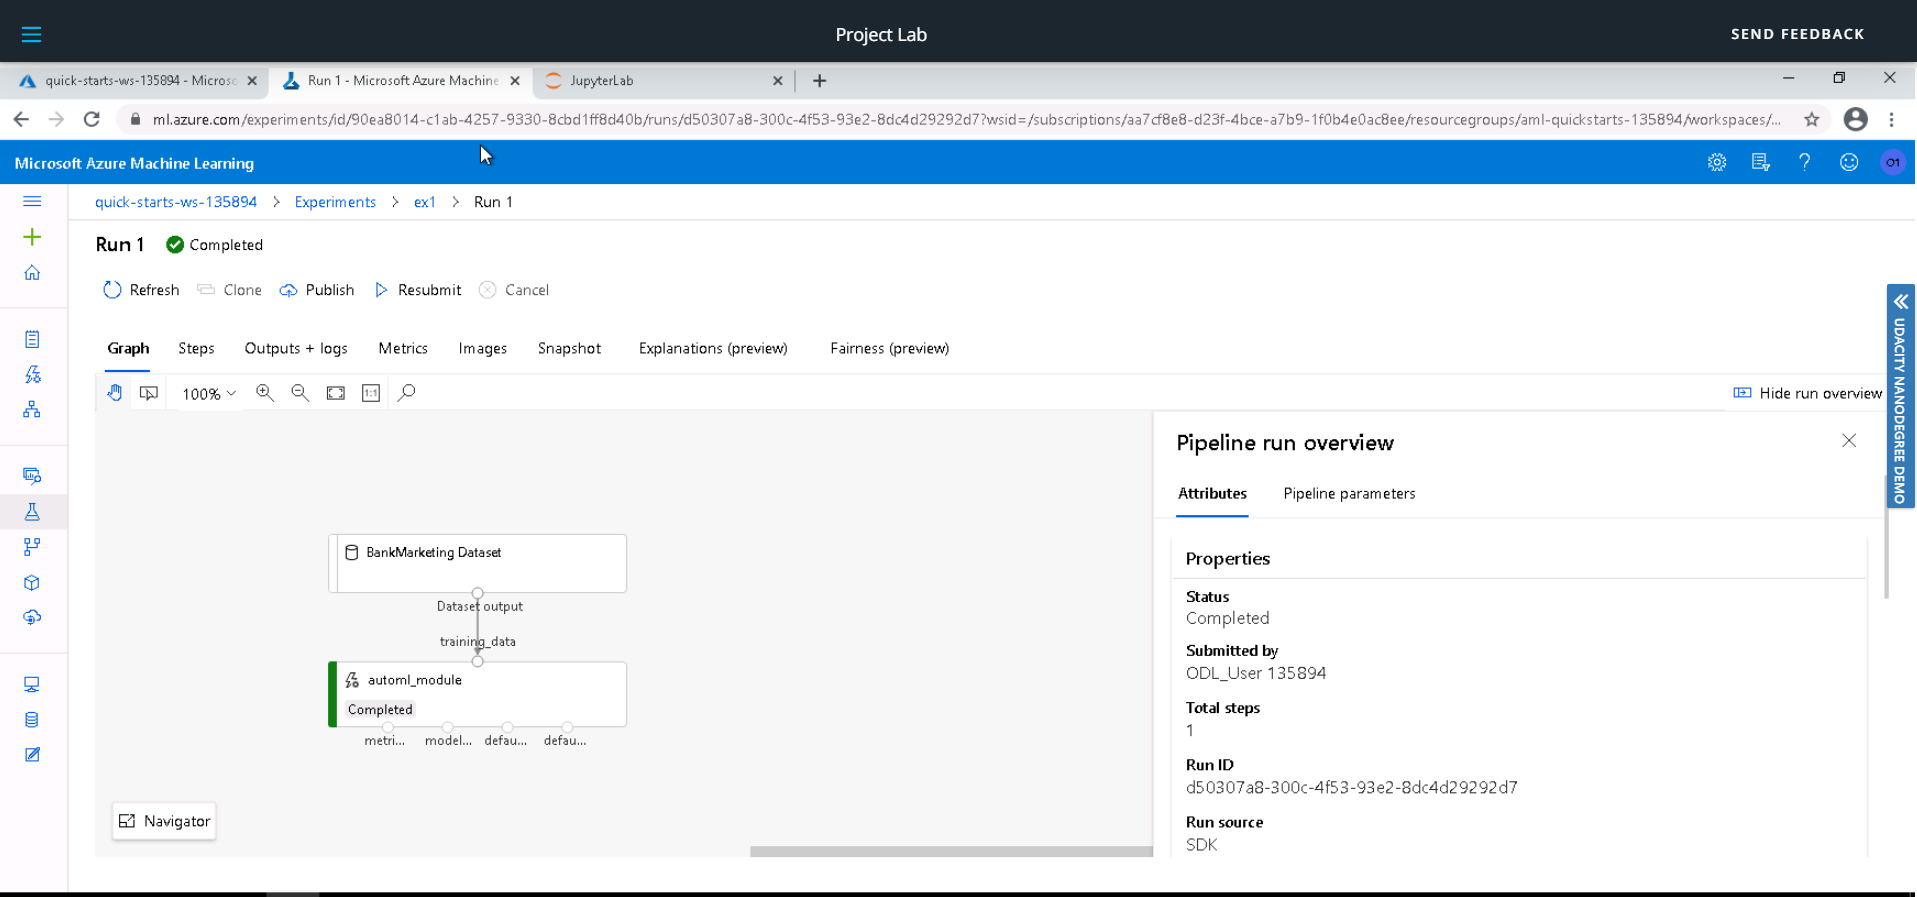 Project Lab
SEND FEEDBACK
quick-starts-ws-135894 - Microso
Run 1 - Microsoft Azure Machine
JupyterLab
ml.azure.com/experiments/id/90ea8014-c1ab-4257-9330-8cbd1ff8d40b/runs/d50307a8-300c-4f53-93e2-8dc4d29292d7?wsid=/subscriptions/aa7cf8e8-d23f-4bce-a7b9-1f0b4e0ac8ee/resourcegroups/aml-quickstarts-135894/workspaces/...
Microsoft Azure Machine Learning
?
O1
quick-starts-ws-135894 > Experiments > ex1 > Run 1
Run 1
Completed
Refresh
Clone
Publish
Resubmit
Cancel
Graph
Steps
Outputs + logs
Metrics
Images
Snapshot
Explanations (preview)
Fairness (preview)
100%
1:1
Hide run overview
UDACITY NANODEGREE DEMO
BankMarketing Dataset
Dataset output
training_data
automl_module
Completed
metri...
model...
defau...
defau...
Navigator
Pipeline run overview
Attributes
Pipeline parameters
Properties
Status
Completed
Submitted by
ODL_User 135894
Total steps
1
Run ID
d50307a8-300c-4f53-93e2-8dc4d29292d7
Run source
SDK